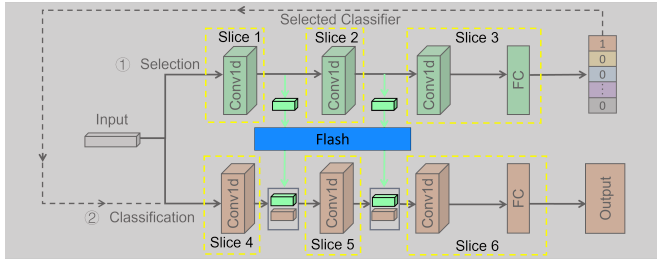 Selected Classifier
Slice 1
Slice 2
Slice 3
① Selection
Conv1d
Conv1d
Conv1d
FC
1
0
0
⋮
0
Input
Flash
② Classification
Conv1d
Conv1d
Conv1d
FC
Output
Slice 4
Slice 5
Slice 6